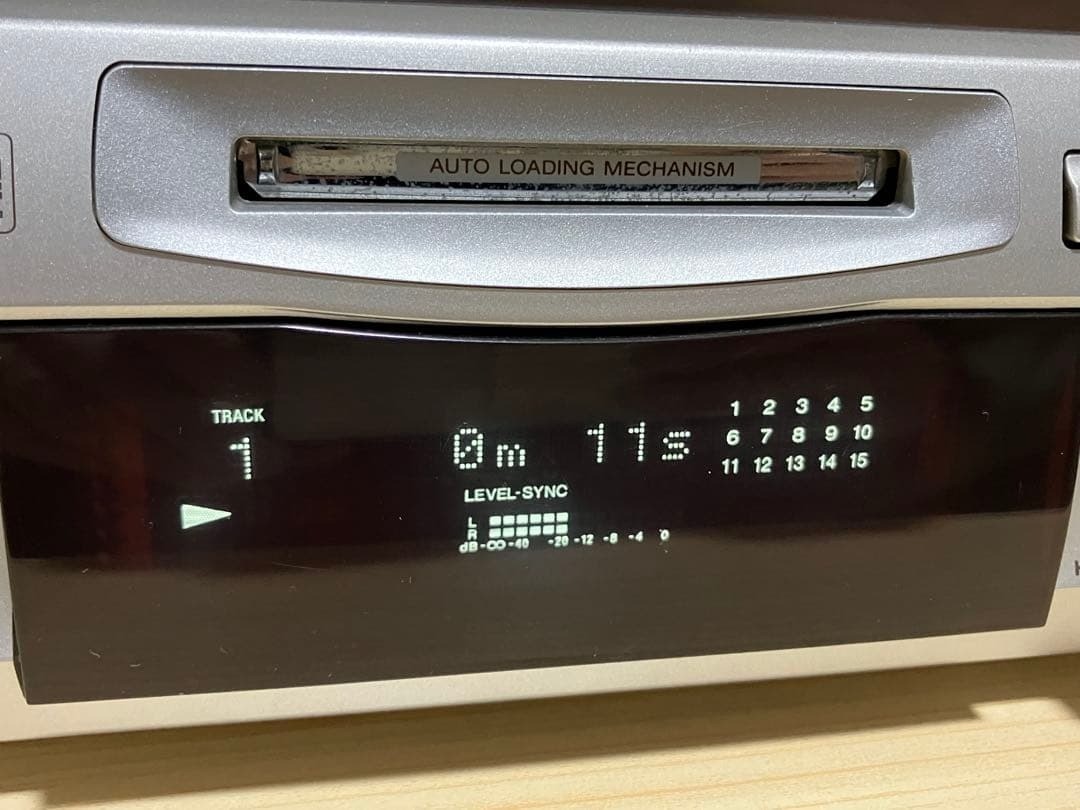 AUTO LOADING MECHANISM
TRACK
1
0m 11s
1 2 3 4 5
6 7 8 9 10
11 12 13 14 15
LEVEL-SYNC
L
R
dB -∞ -40 -20 -12 -8 -4 0